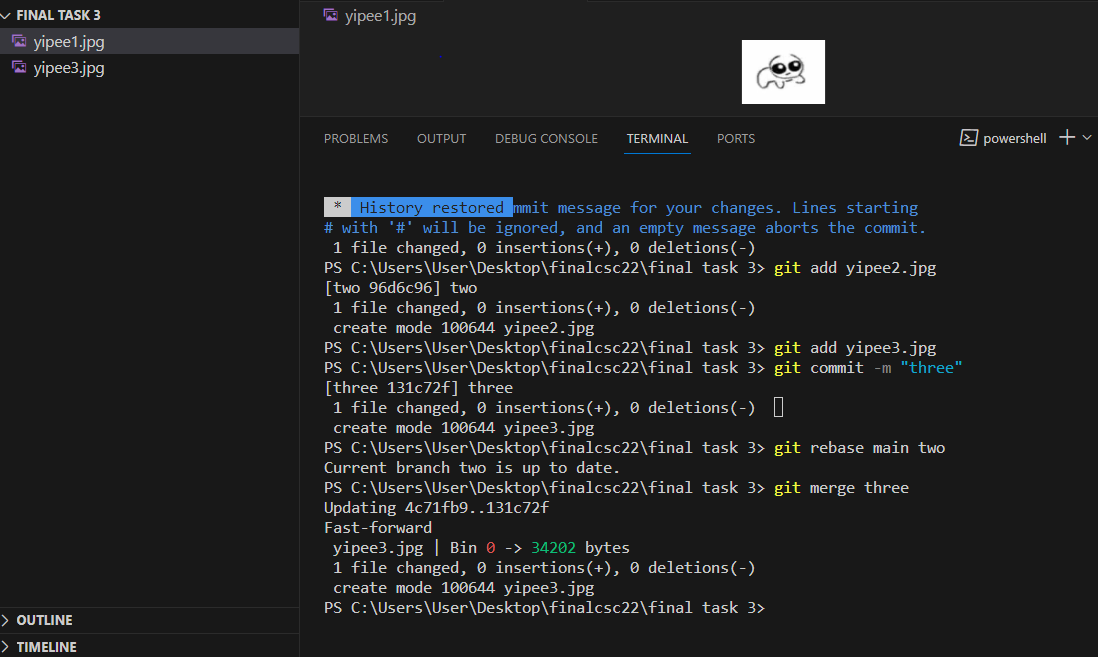 FINAL TASK 3
yipee1.jpg
yipee3.jpg
OUTLINE
TIMELINE
yipee1.jpg
PROBLEMS OUTPUT DEBUG CONSOLE TERMINAL PORTS
powershell
* History restored mmit message for your changes. Lines starting
# with '#' will be ignored, and an empty message aborts the commit.
1 file changed, 0 insertions(+), 0 deletions(-)
PS C:\Users\User\Desktop\finalcsc22\final task 3> git add yipee2.jpg
[two 96d6c96] two
1 file changed, 0 insertions(+), 0 deletions(-)
create mode 100644 yipee2.jpg
PS C:\Users\User\Desktop\finalcsc22\final task 3> git add yipee3.jpg
PS C:\Users\User\Desktop\finalcsc22\final task 3> git commit -m "three"
[three 131c72f] three
1 file changed, 0 insertions(+), 0 deletions(-)
create mode 100644 yipee3.jpg
PS C:\Users\User\Desktop\finalcsc22\final task 3> git rebase main two
Current branch two is up to date.
PS C:\Users\User\Desktop\finalcsc22\final task 3> git merge three
Updating 4c71fb9..131c72f
Fast-forward
yipee3.jpg | Bin 0 -> 34202 bytes
1 file changed, 0 insertions(+), 0 deletions(-)
create mode 100644 yipee3.jpg
PS C:\Users\User\Desktop\finalcsc22\final task 3>